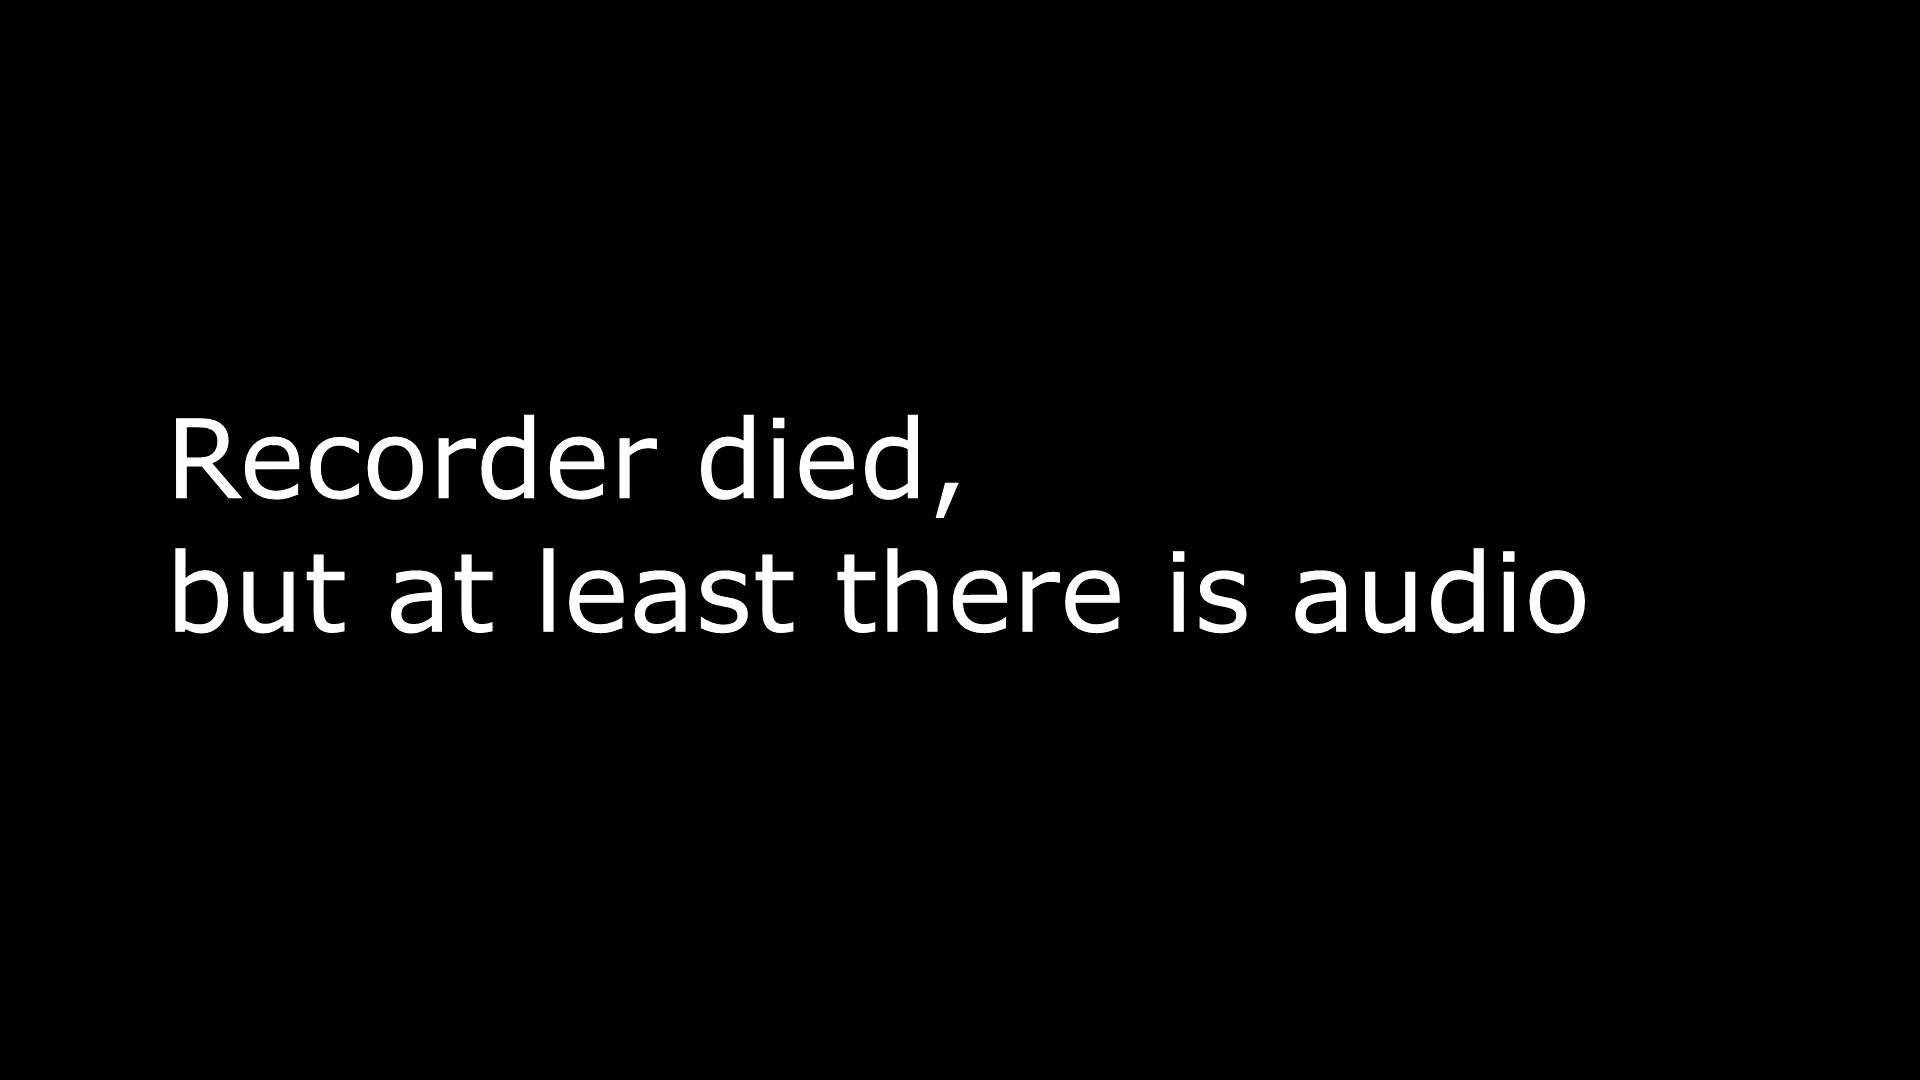 Recorder died,
but at least there is audio